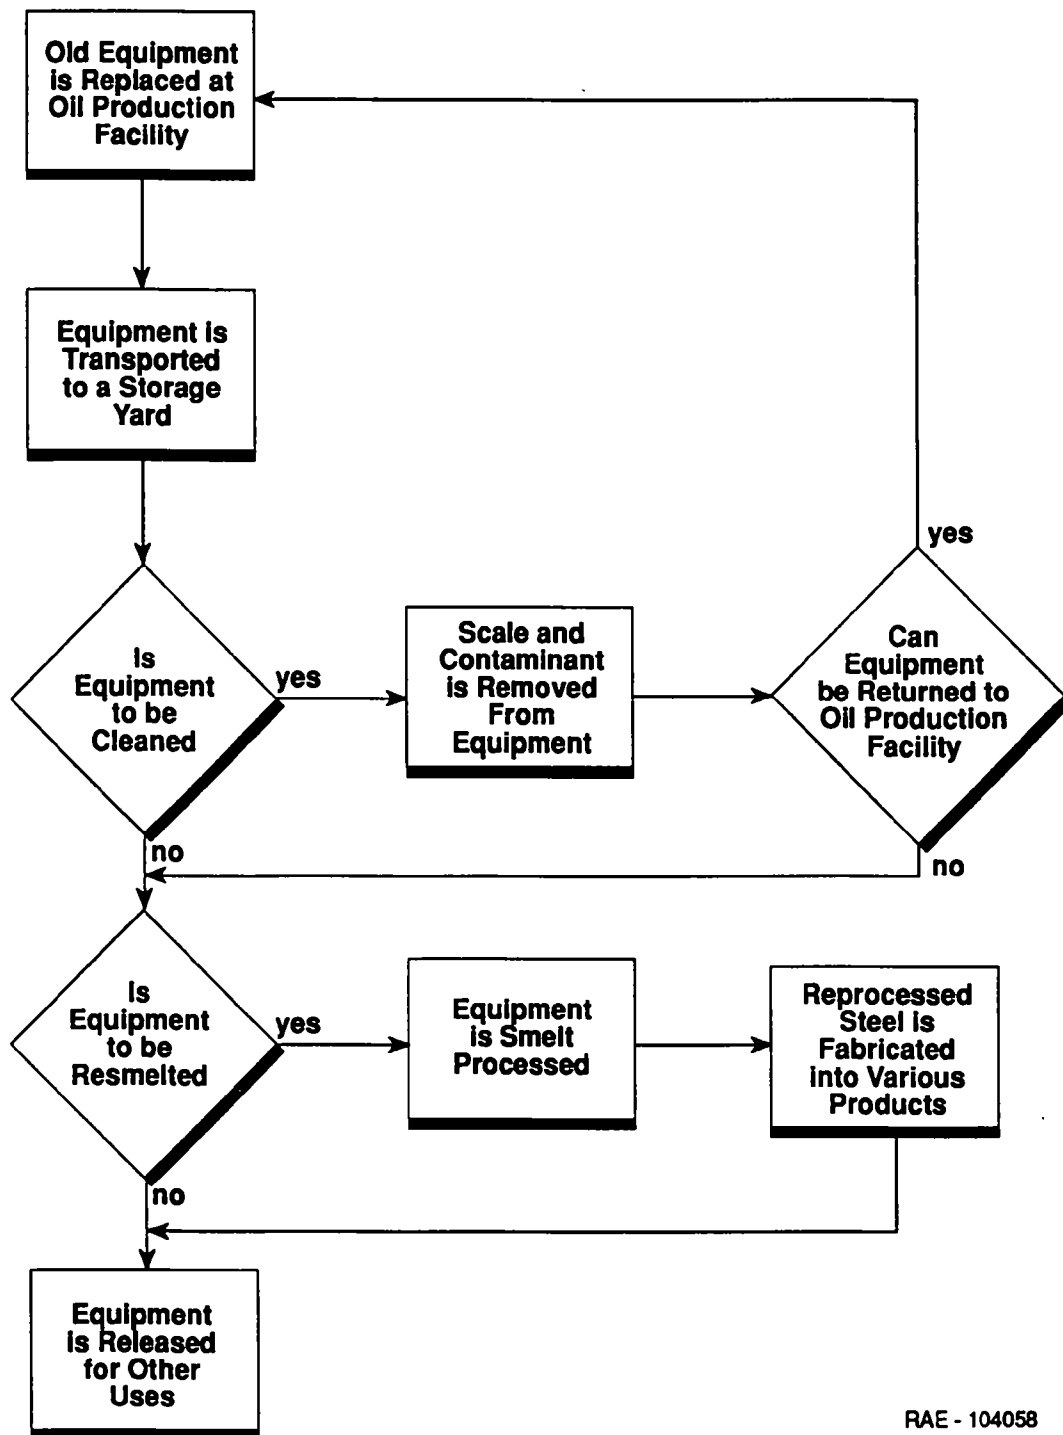 Old Equipment
is Replaced at
Oil Production
Facility
Equipment is
Transported
to a Storage
Yard
yes
Is
Equipment
to be
Cleaned
yes
Scale and
Contaminant
is Removed
From
Equipment
Can
Equipment
be Returned to
Oil Production
Facility
no
no
Is
Equipment
to be
Resmelted
yes
Equipment
is Smelt
Processed
Reprocessed
Steel is
Fabricated
into Various
Products
no
Equipment
is Released
for Other
Uses
RAE - 104058